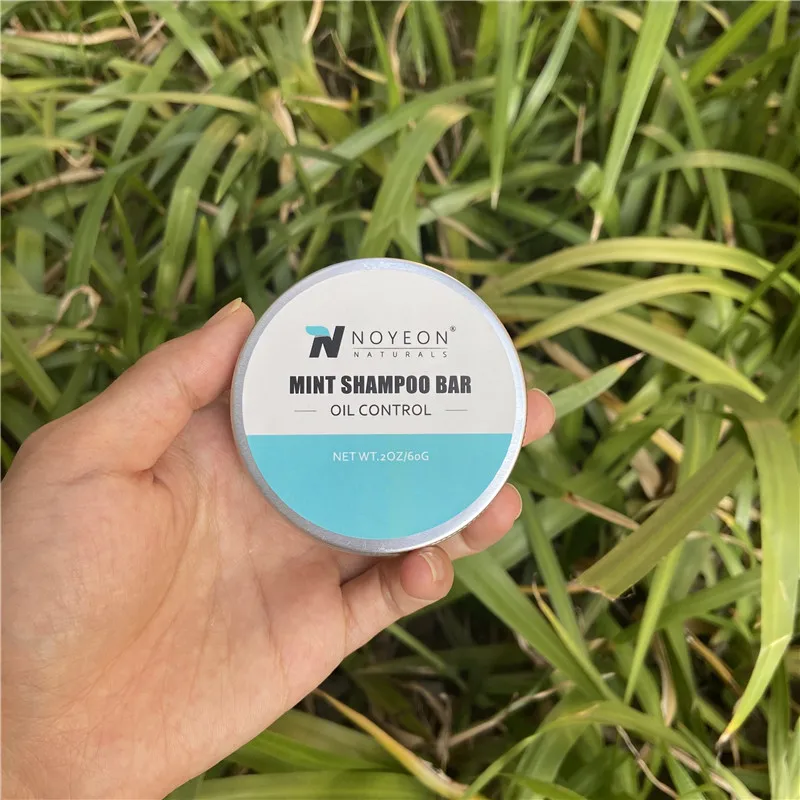 N NOYEON®
NATURALS
MINT SHAMPOO BAR
OIL CONTROL
NET WT.2OZ/60G